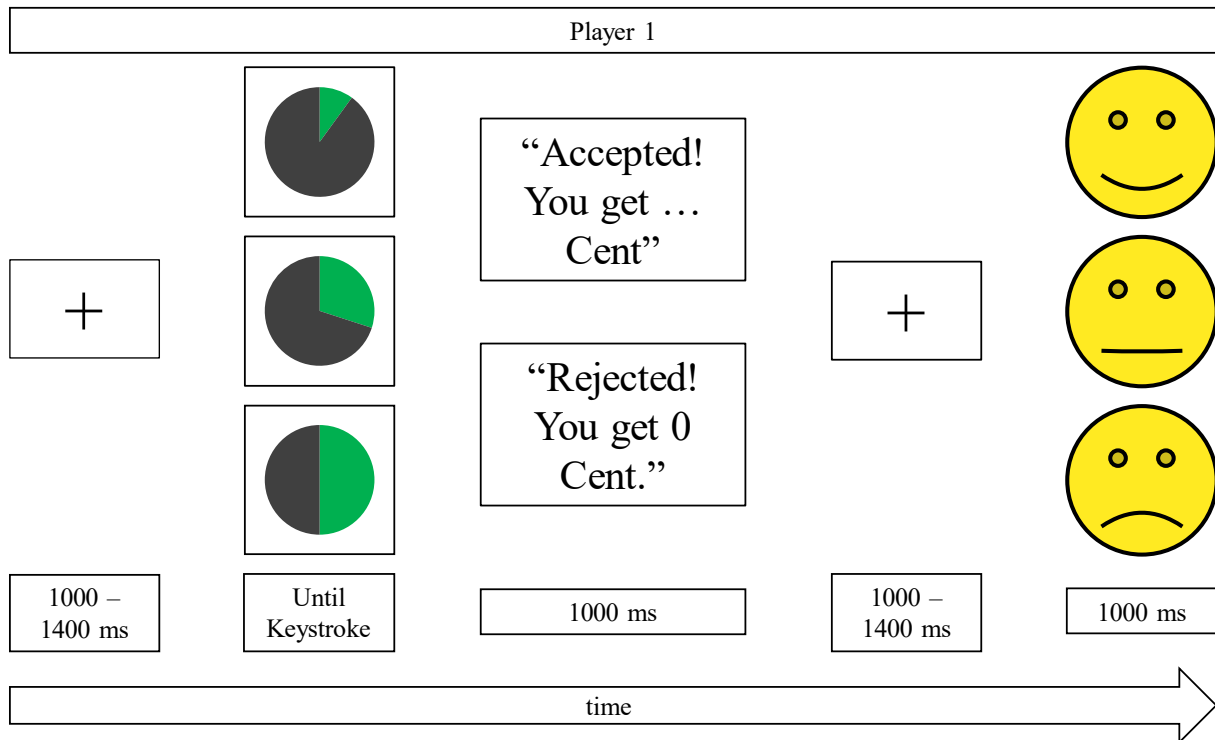 Player 1
“Accepted!
You get …
Cent”
“Rejected!
You get 0
Cent.”
1000 –
1400 ms
Until
Keystroke
1000 ms
1000 –
1400 ms
1000 ms
time